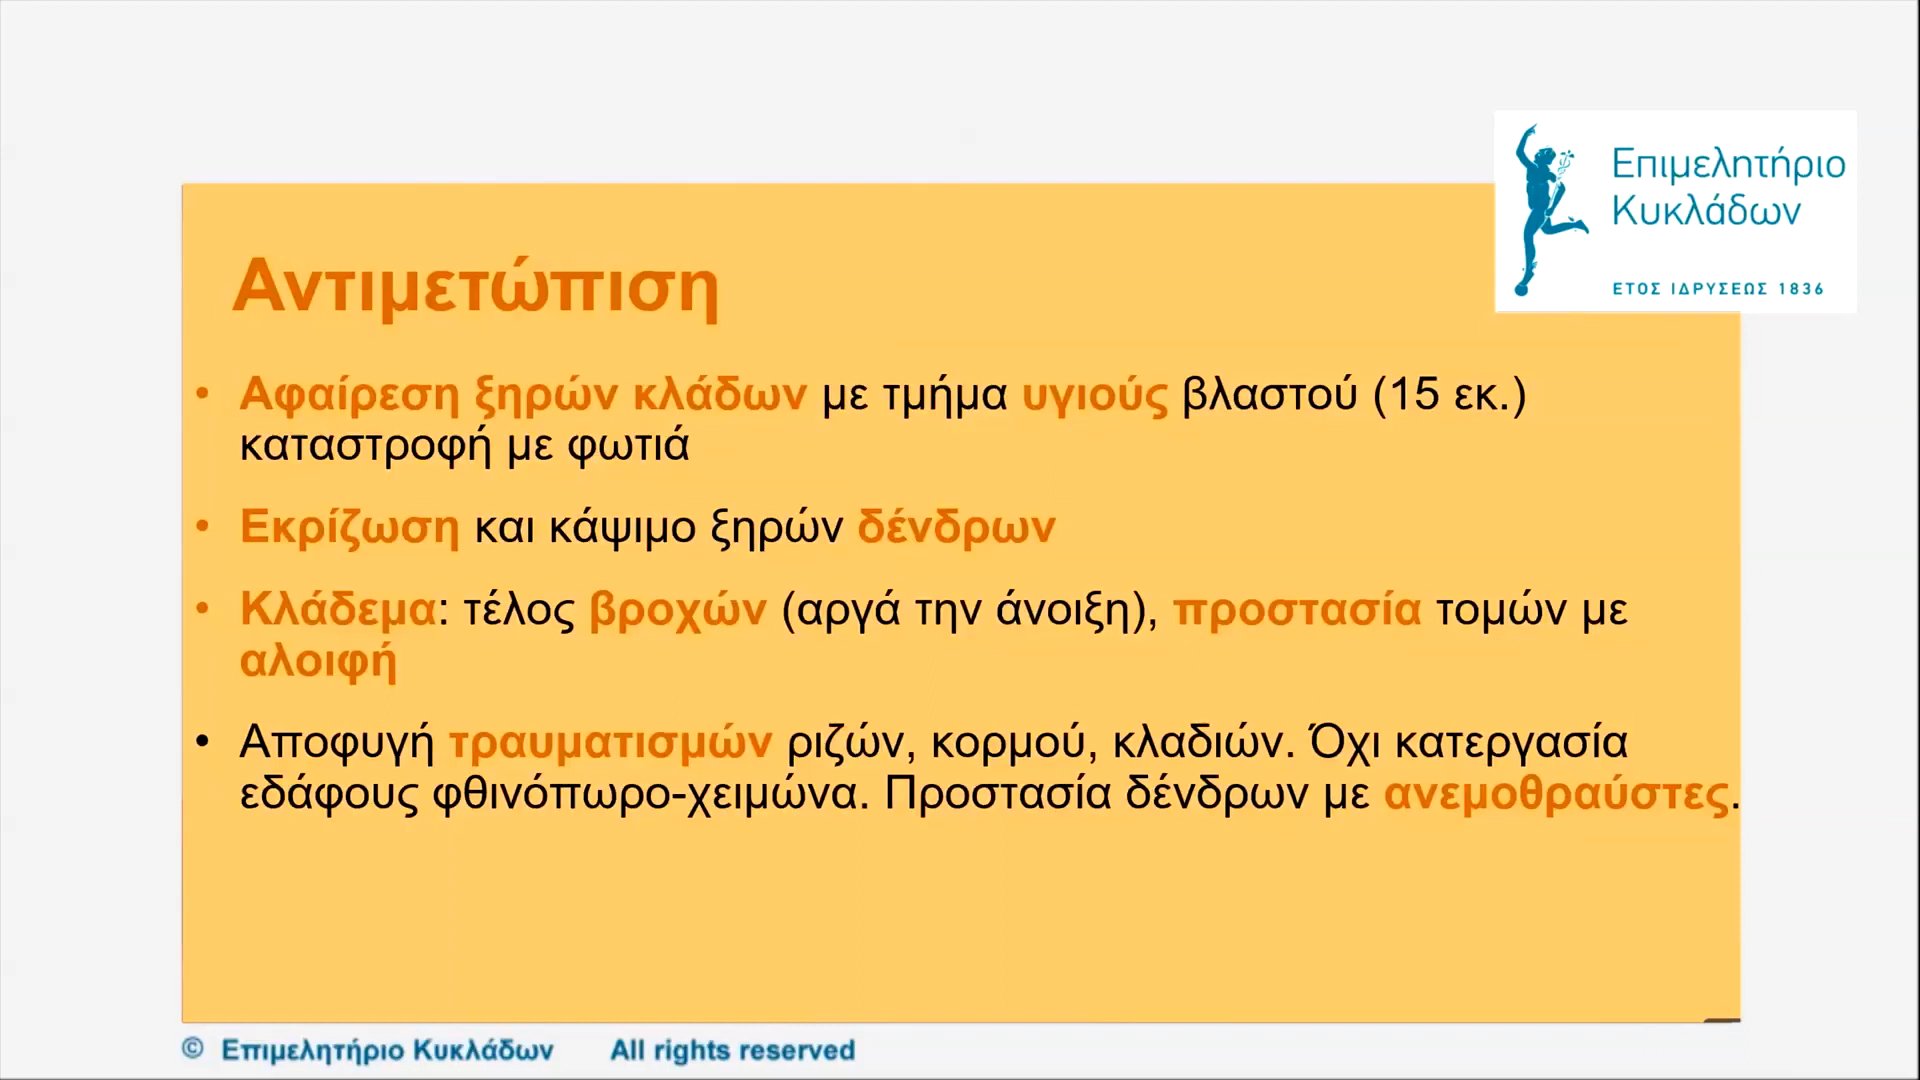 Επιμελητήριο
Κυκλάδων
ΕΤΟΣ ΙΔΡΥΣΕΩΣ 1836
Αντιμετώπιση
• Αφαίρεση ξηρών κλάδων με τμήμα υγιούς βλαστού (15 εκ.)
καταστροφή με φωτιά
• Εκρίζωση και κάψιμο ξηρών δένδρων
• Κλάδεμα: τέλος βροχών (αργά την άνοιξη), προστασία τομών με
αλοιφή
• Αποφυγή τραυματισμών ριζών, κορμού, κλαδιών. Όχι κατεργασία
εδάφους φθινόπωρο-χειμώνα. Προστασία δένδρων με ανεμοθραύστες.
© Επιμελητήριο Κυκλάδων All rights reserved